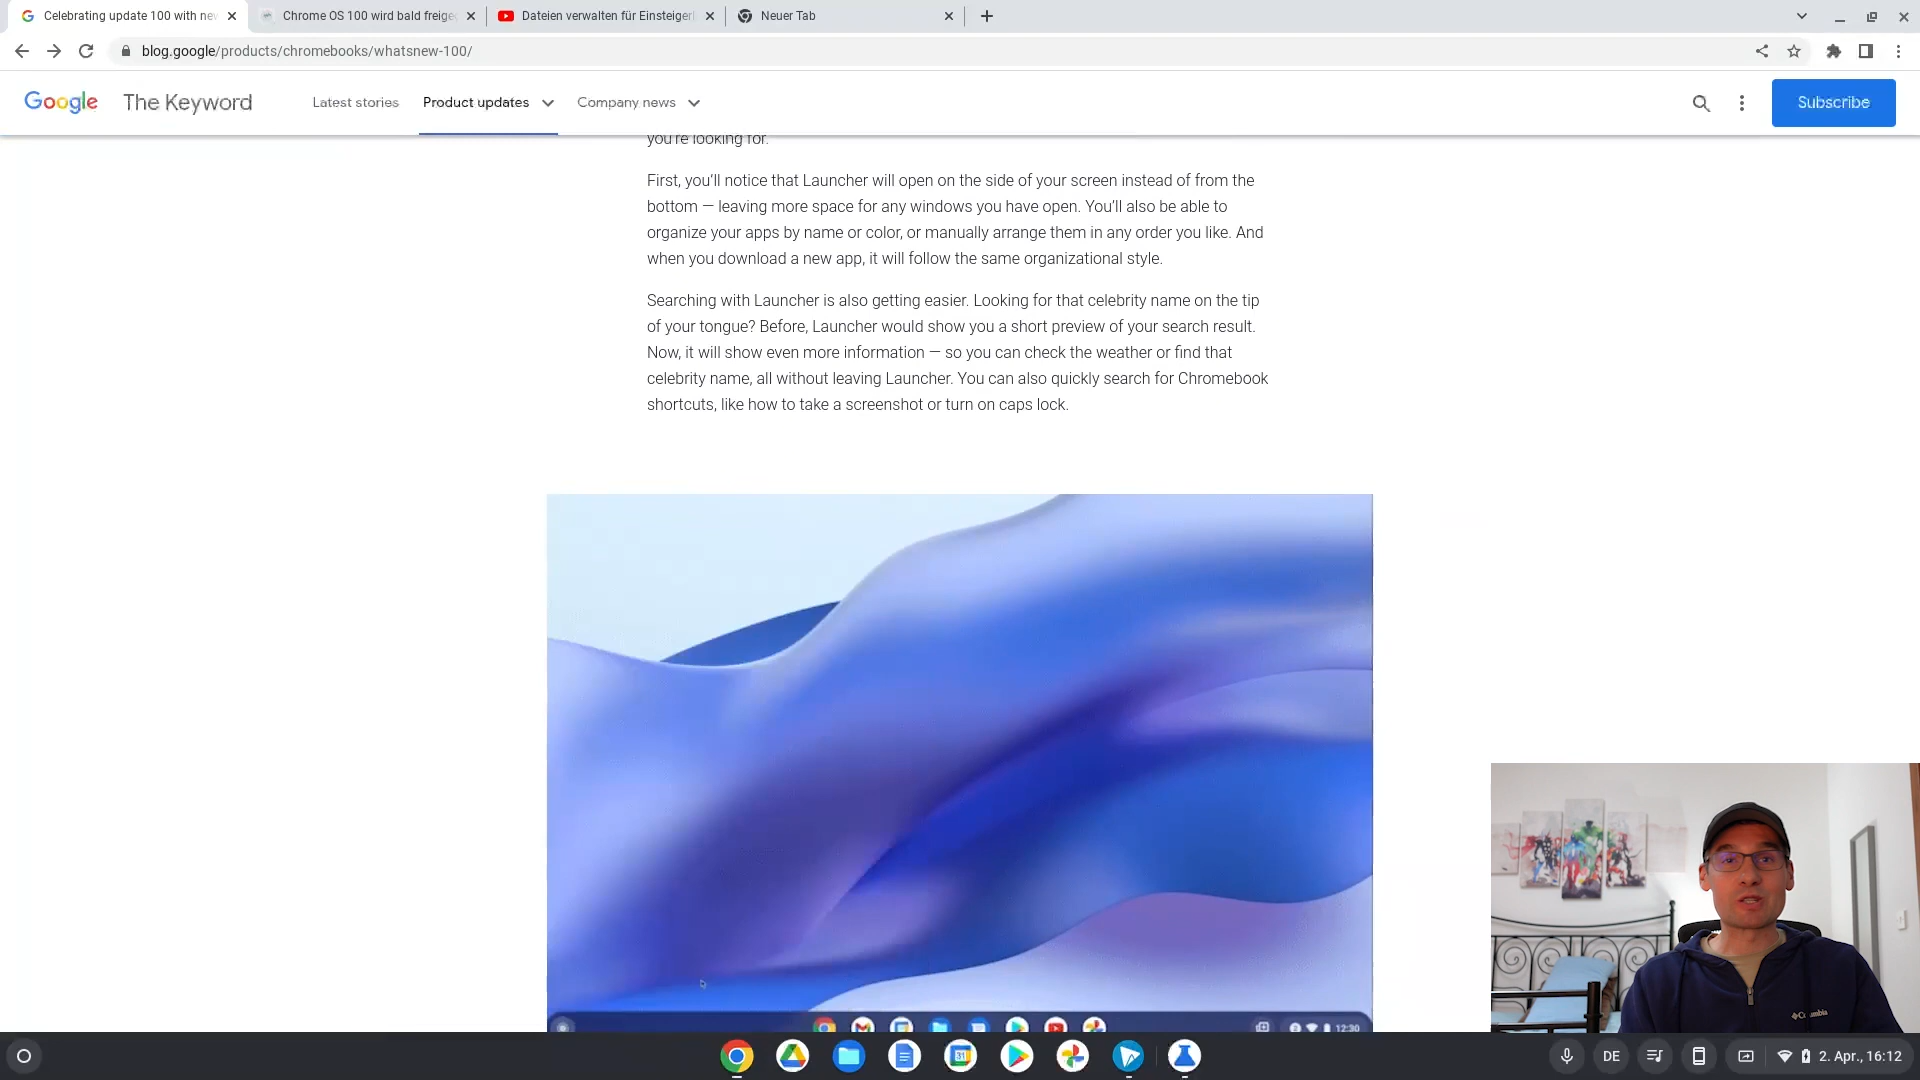 Celebrating update 100 with nev
Chrome OS 100 wird bald freige
Dateien verwalten für Einsteiger
Neuer Tab
blog.google/products/chromebooks/whatsnew-100/
Google The Keyword
Latest stories
Product updates
Company news
Subscribe
you're looking for.
First, you'll notice that Launcher will open on the side of your screen instead of from the
bottom — leaving more space for any windows you have open. You'll also be able to
organize your apps by name or color, or manually arrange them in any order you like. And
when you download a new app, it will follow the same organizational style.
Searching with Launcher is also getting easier. Looking for that celebrity name on the tip
of your tongue? Before, Launcher would show you a short preview of your search result.
Now, it will show even more information — so you can check the weather or find that
celebrity name, all without leaving Launcher. You can also quickly search for Chromebook
shortcuts, like how to take a screenshot or turn on caps lock.
12:30
Columbia
31
DE
2. Apr., 16:12